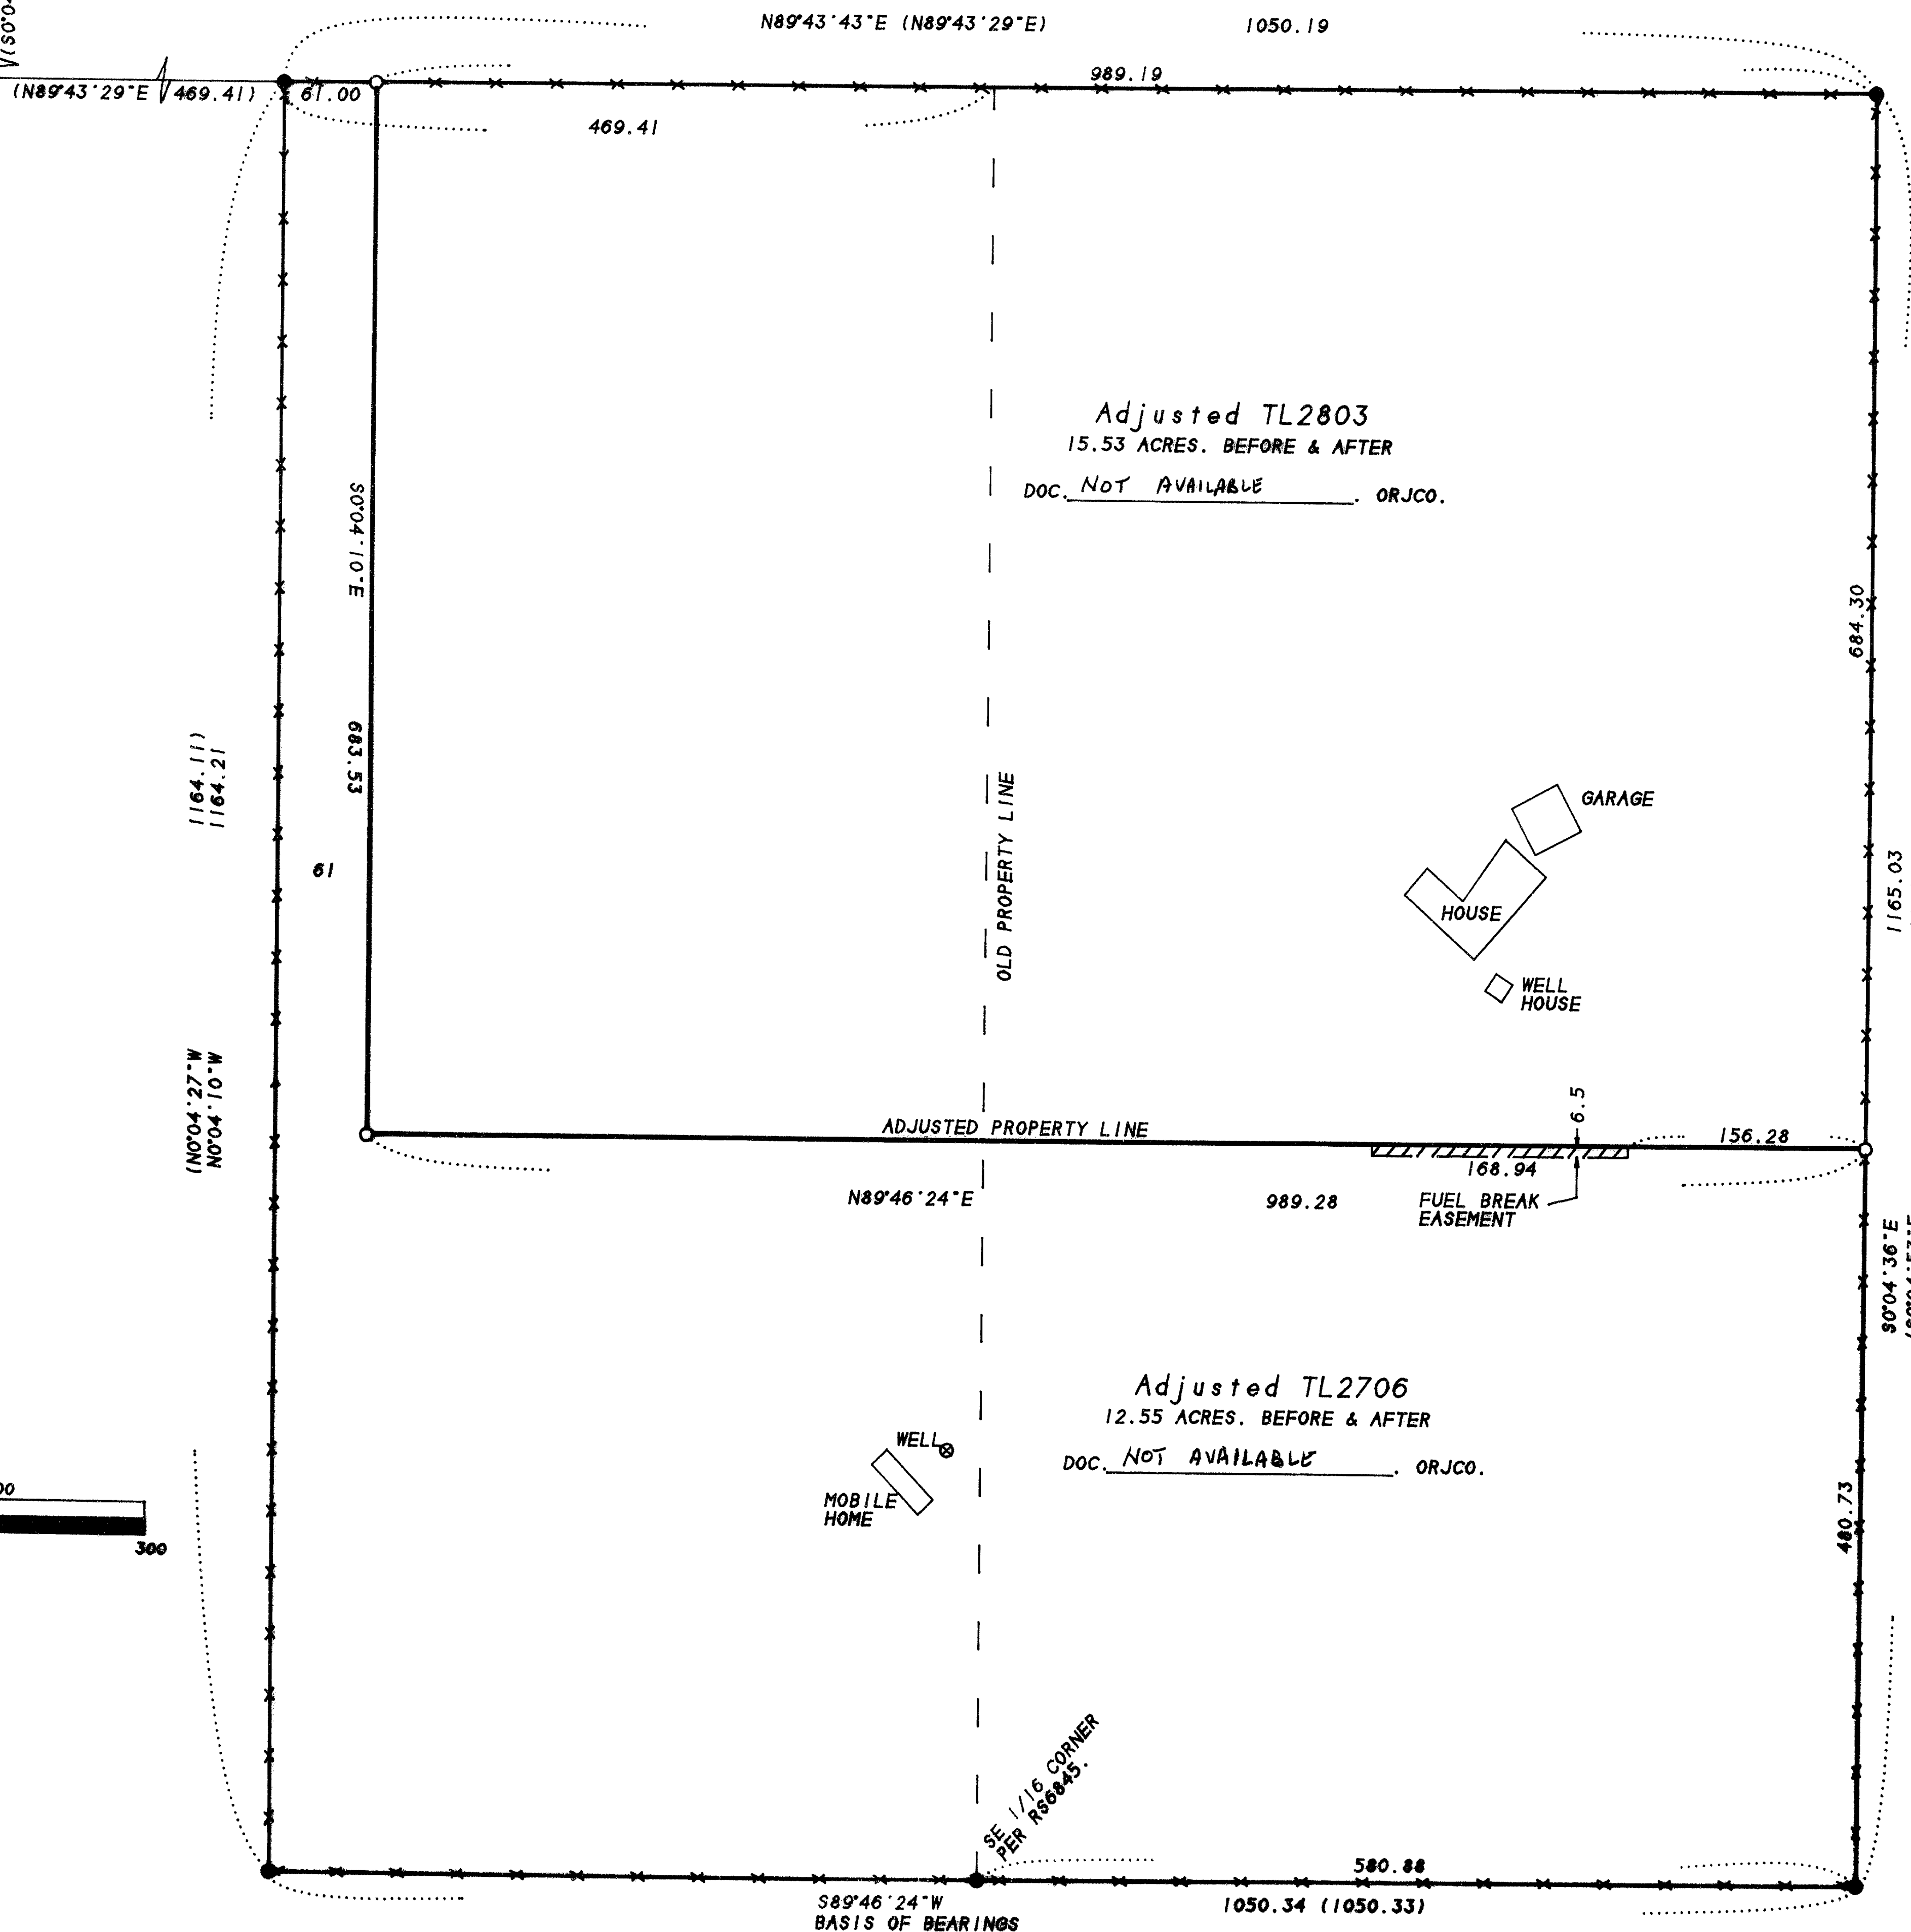 (S0°0
N89°43'43"E (N89°43'29"E) 1050.19
(N89°43'29"E 469.41)
61.00
989.19
469.41
Adjusted TL2803
15.53 ACRES. BEFORE & AFTER
DOC. NOT AVAILABLE . ORJCO.
S0°04'10"E
683.53
684.30
1164.11)
1164.21
61
OLD PROPERTY LINE
GARAGE
HOUSE
WELL
HOUSE
1165.03
(N0°04'27"W
N0°04'10"W
ADJUSTED PROPERTY LINE
6.5
156.28
168.94
N89°46'24"E
989.28
FUEL BREAK
EASEMENT
S0°04'36"E
Adjusted TL2706
12.55 ACRES. BEFORE & AFTER
DOC. NOT AVAILABLE . ORJCO.
WELL
MOBILE
HOME
480.73
00
300
SE 1/16 CORNER
PER RS6845.
580.88
S89°46'24"W
BASIS OF BEARINGS
1050.34 (1050.33)